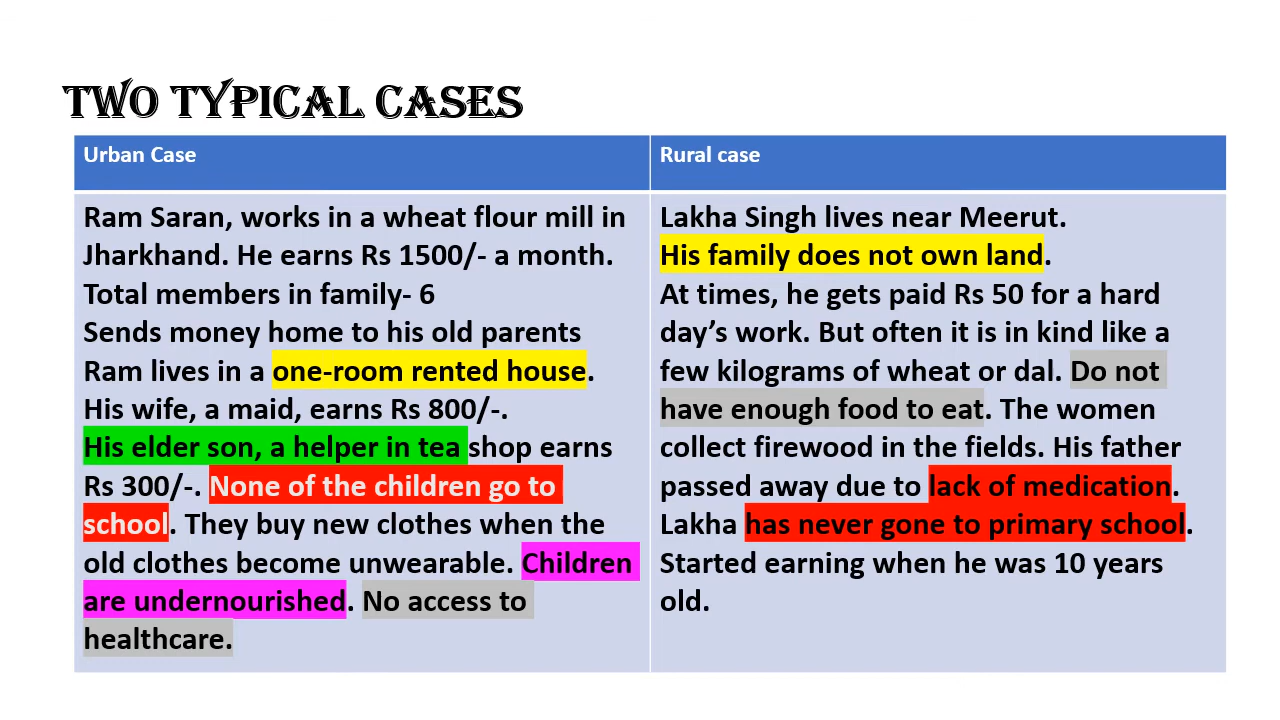 TWO TYPICAL CASES
Urban Case
Ram Saran, works in a wheat flour mill in
Jharkhand. He earns Rs 1500/- a month.
Total members in family- 6
Sends money home to his old parents
Ram lives in a one-room rented house.
His wife, a maid, earns Rs 800/-.
His elder son, a helper in tea shop earns
Rs 300/-. None of the children go to
school. They buy new clothes when the
old clothes become unwearable. Children
are undernourished. No access to
healthcare.
Rural case
Lakha Singh lives near Meerut.
His family does not own land.
At times, he gets paid Rs 50 for a hard
day's work. But often it is in kind like a
few kilograms of wheat or dal. Do not
have enough food to eat. The women
collect firewood in the fields. His father
passed away due to lack of medication.
Lakha has never gone to primary school.
Started earning when he was 10 years
old.